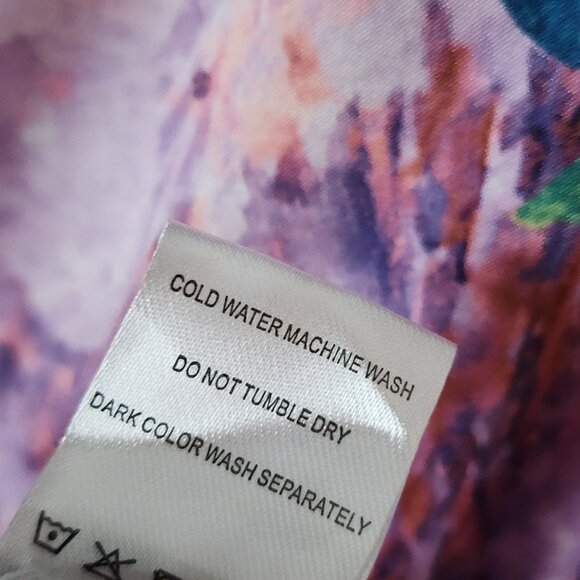 COLD WATER MACHINE WASH
DO NOT TUMBLE DRY
DARK COLOR WASH SEPARATELY